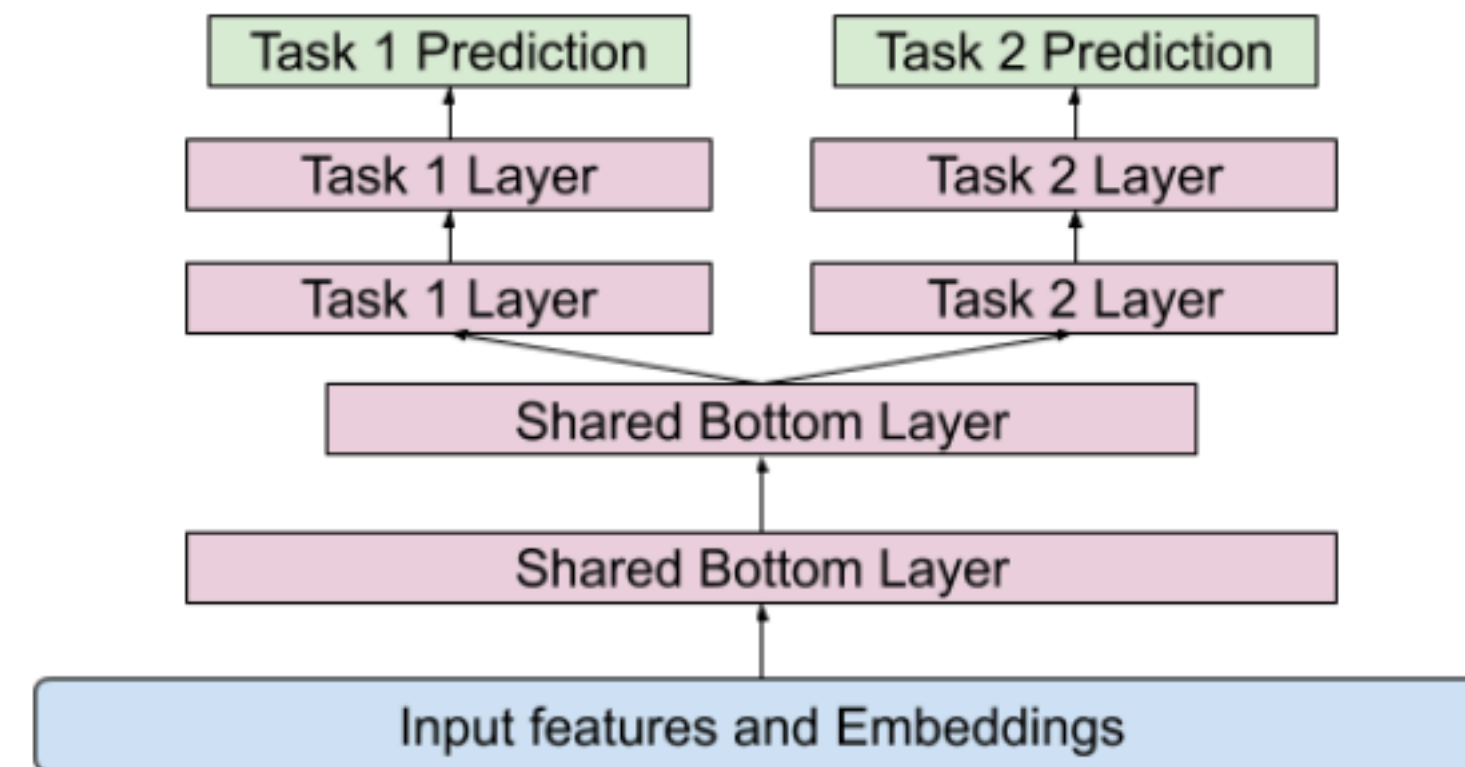 Task 1 Prediction
Task 2 Prediction
Task 1 Layer
Task 2 Layer
Task 1 Layer
Task 2 Layer
Shared Bottom Layer
Shared Bottom Layer
Input features and Embeddings